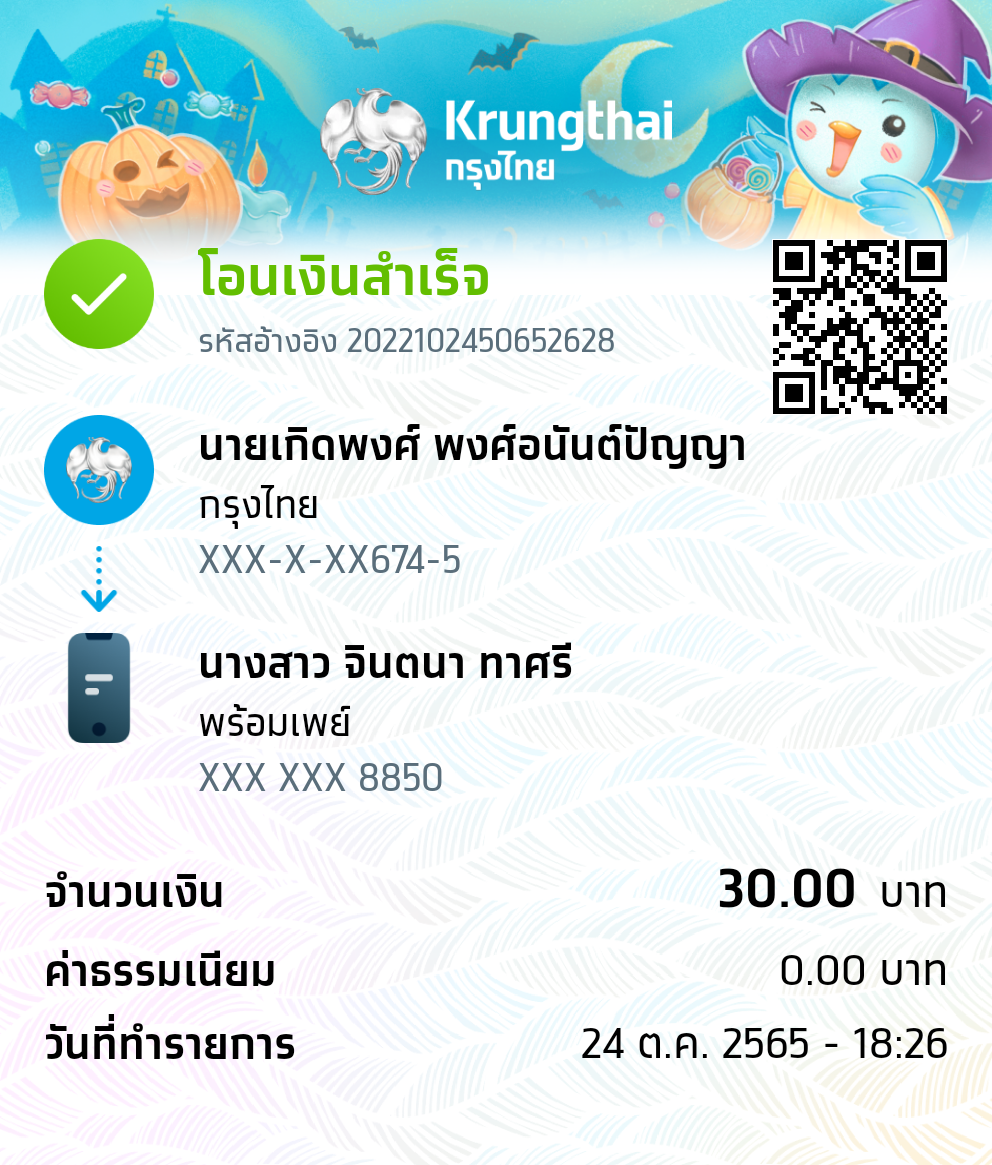 Krungthai
กรุงไทย
โอนเงินสำเร็จ
รหัสอ้างอิง 2022102450652628
นายเกิดพงศ์ พงศ์อนันต์ปัญญา
กรุงไทย
XXX-X-XX674-5
นางสาว จินตนา ทาศรี
พร้อมเพย์
XXX XXX 8850
จำนวนเงิน 30.00 บาท
ค่าธรรมเนียม 0.00 บาท
วันที่ทำรายการ 24 ต.ค. 2565 - 18:26